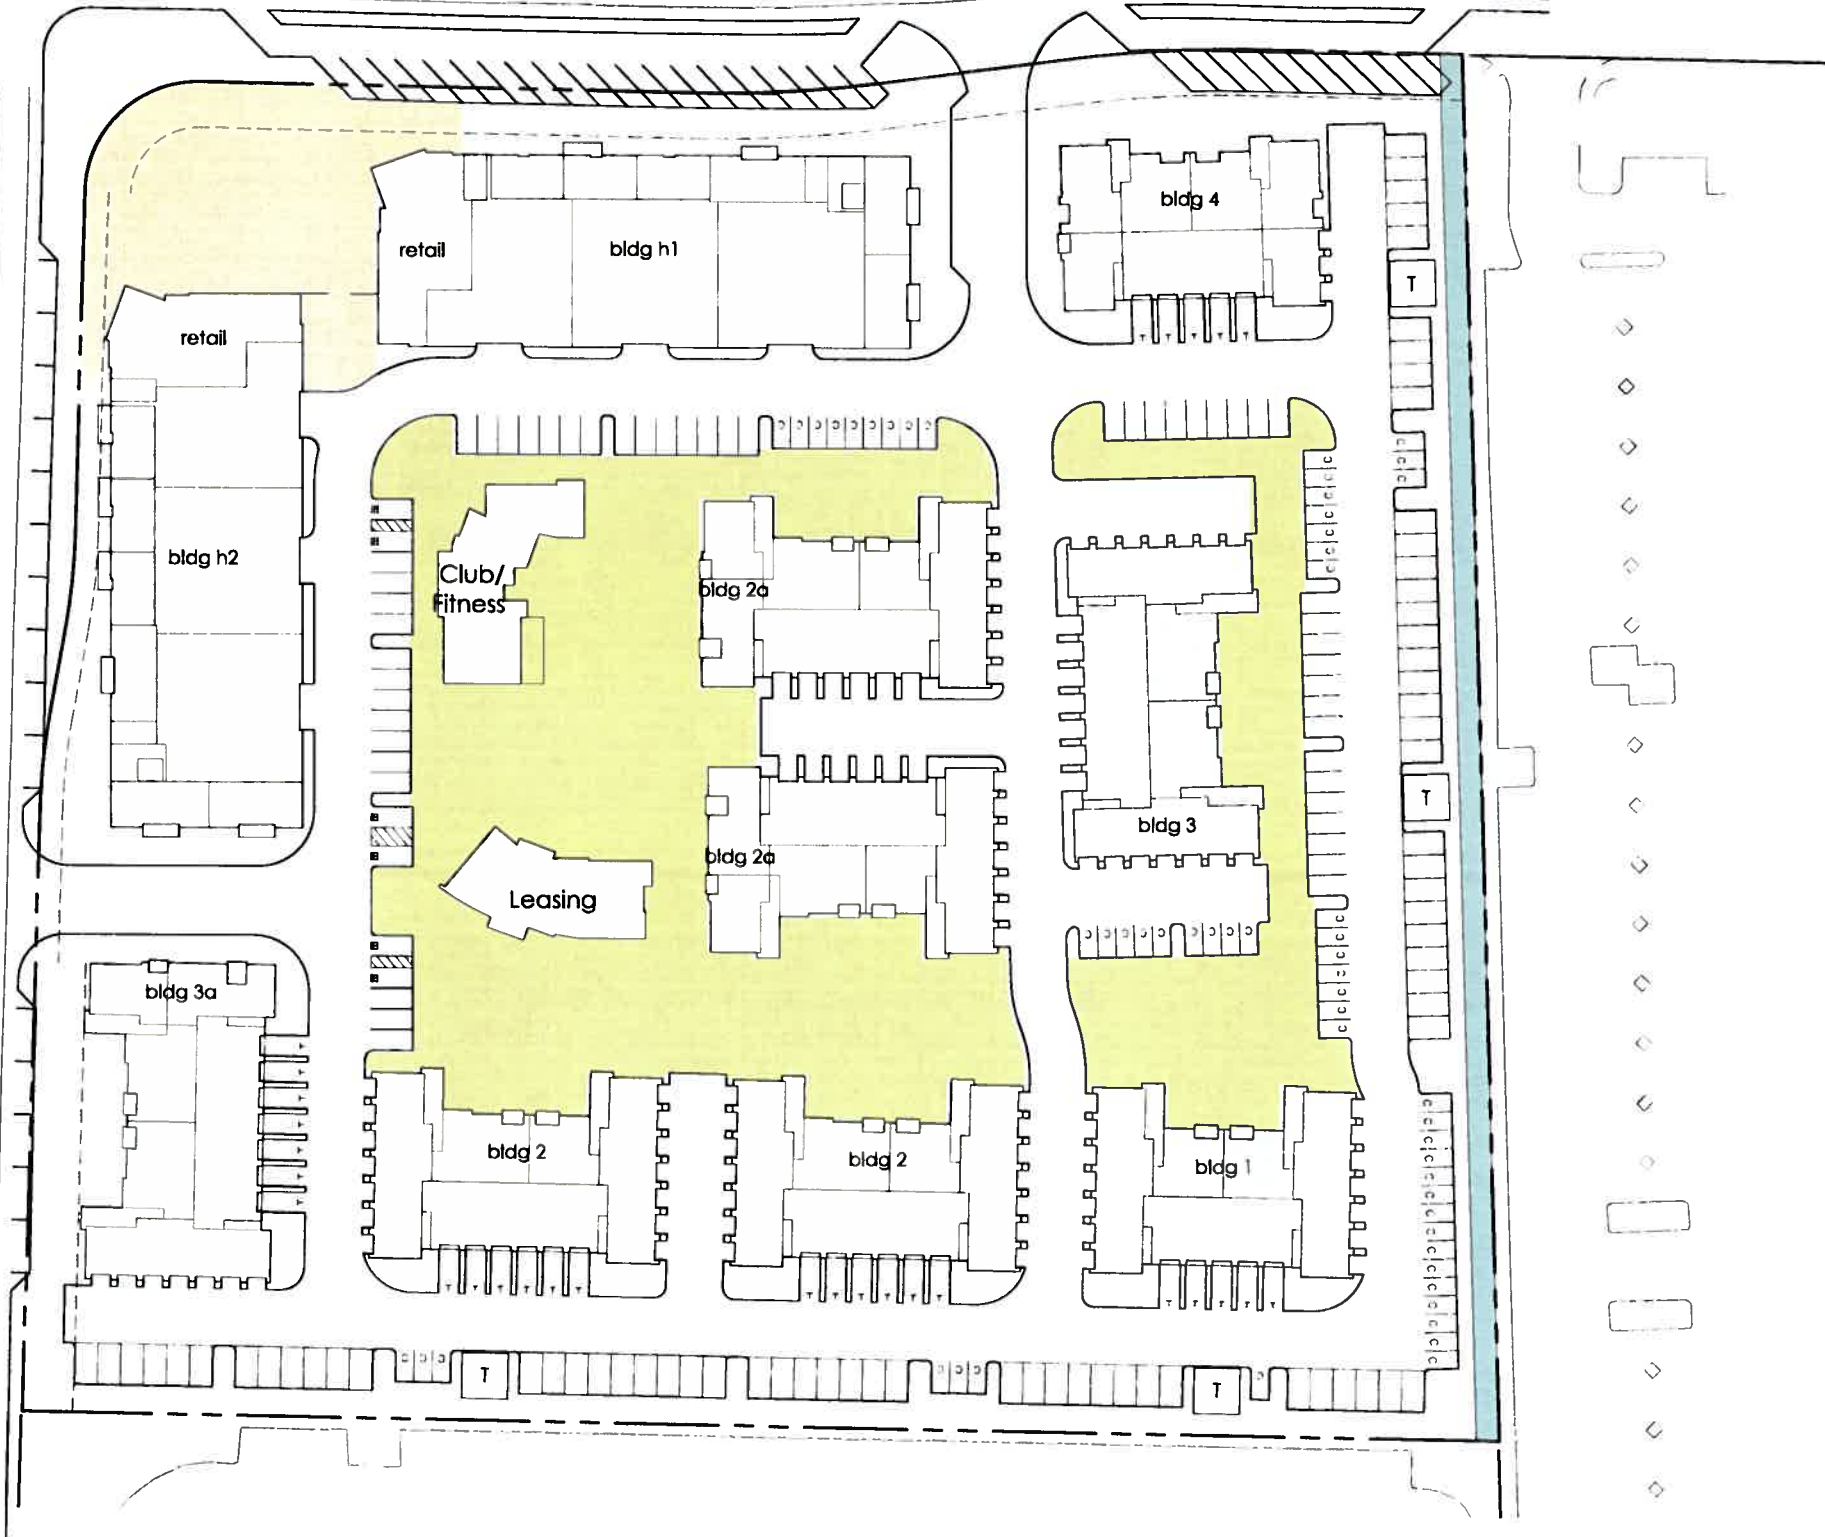 bldg 4
retail
bldg h1
T
retail
bldg h2
Club/
Fitness
bldg 2a
T
bldg 3
bldg 2a
Leasing
bldg 3a
bldg 2
bldg 2
bldg 1
T
T